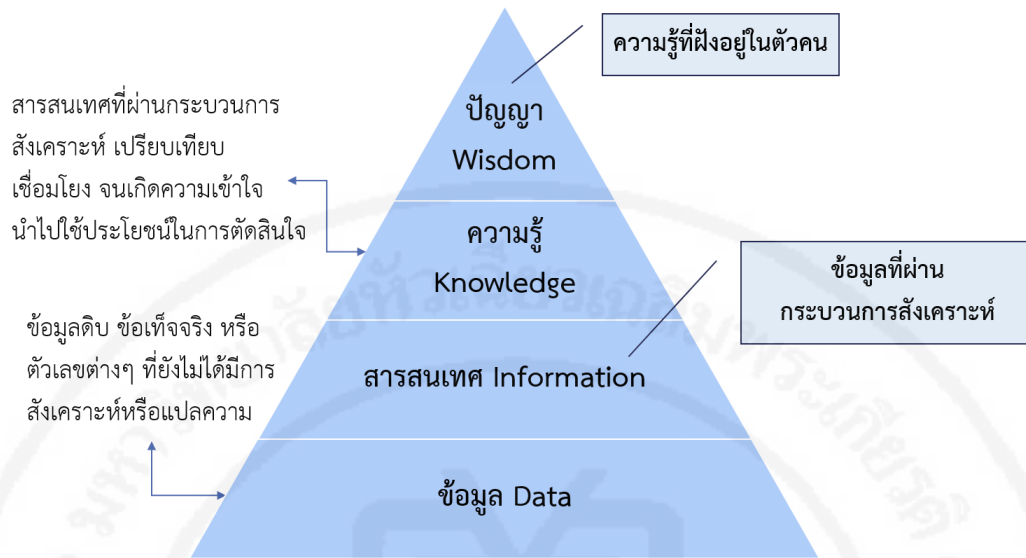 ความรู้ที่ฝังอยู่ในตัวคน
ปัญญา
Wisdom
สารสนเทศที่ผ่านกระบวนการ
สังเคราะห์ เปรียบเทียบ
เชื่อมโยง จนเกิดความเข้าใจ
นำไปใช้ประโยชน์ในการตัดสินใจ
ความรู้
Knowledge
ข้อมูลที่ผ่าน
กระบวนการสังเคราะห์
ข้อมูลดิบ ข้อเท็จจริง หรือ
ตัวเลขต่างๆ ที่ยังไม่ได้มีการ
สังเคราะห์หรือแปลความ
สารสนเทศ Information
ข้อมูล Data